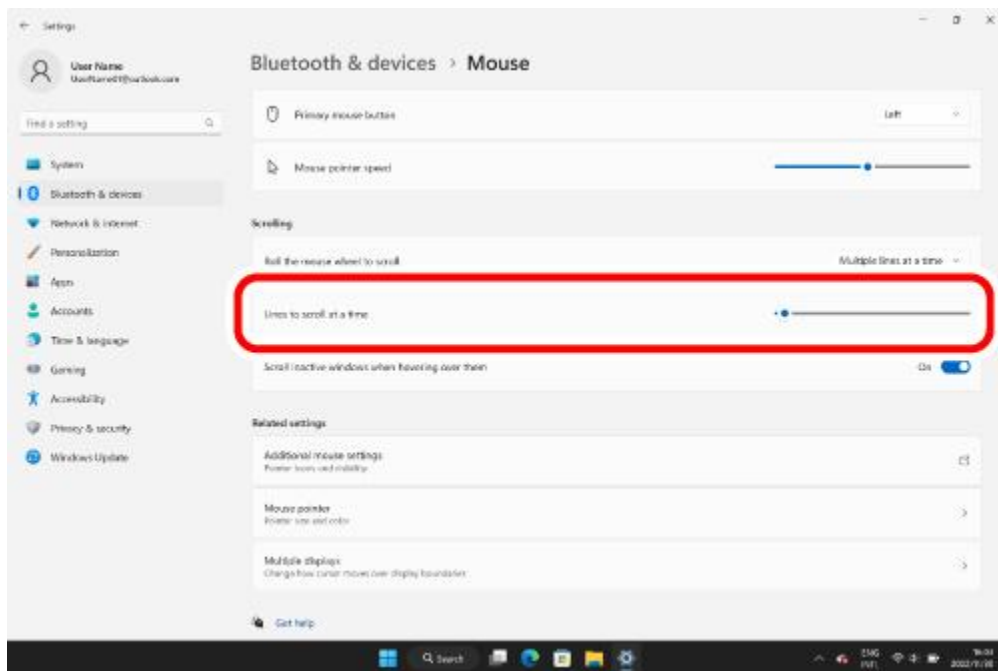 Settings
User Name
Bluetooth & devices > Mouse
Find a setting
Primary mouse button
Left
System
Mouse pointer speed
Bluetooth & devices
Network & internet
Scrolling
Personalization
Roll the mouse wheel to scroll
Multiple lines at a time
Apps
Accounts
Lines to scroll at a time
Time & language
Gaming
Scroll inactive windows when hovering over them
On
Accessibility
Privacy & security
Related settings
Windows Update
Additional mouse settings
Pointer icons and visibility
Mouse pointer
Pointer size and color
Multiple displays
Change how cursor moves over display boundaries
Get help
Search
ENG
INTL